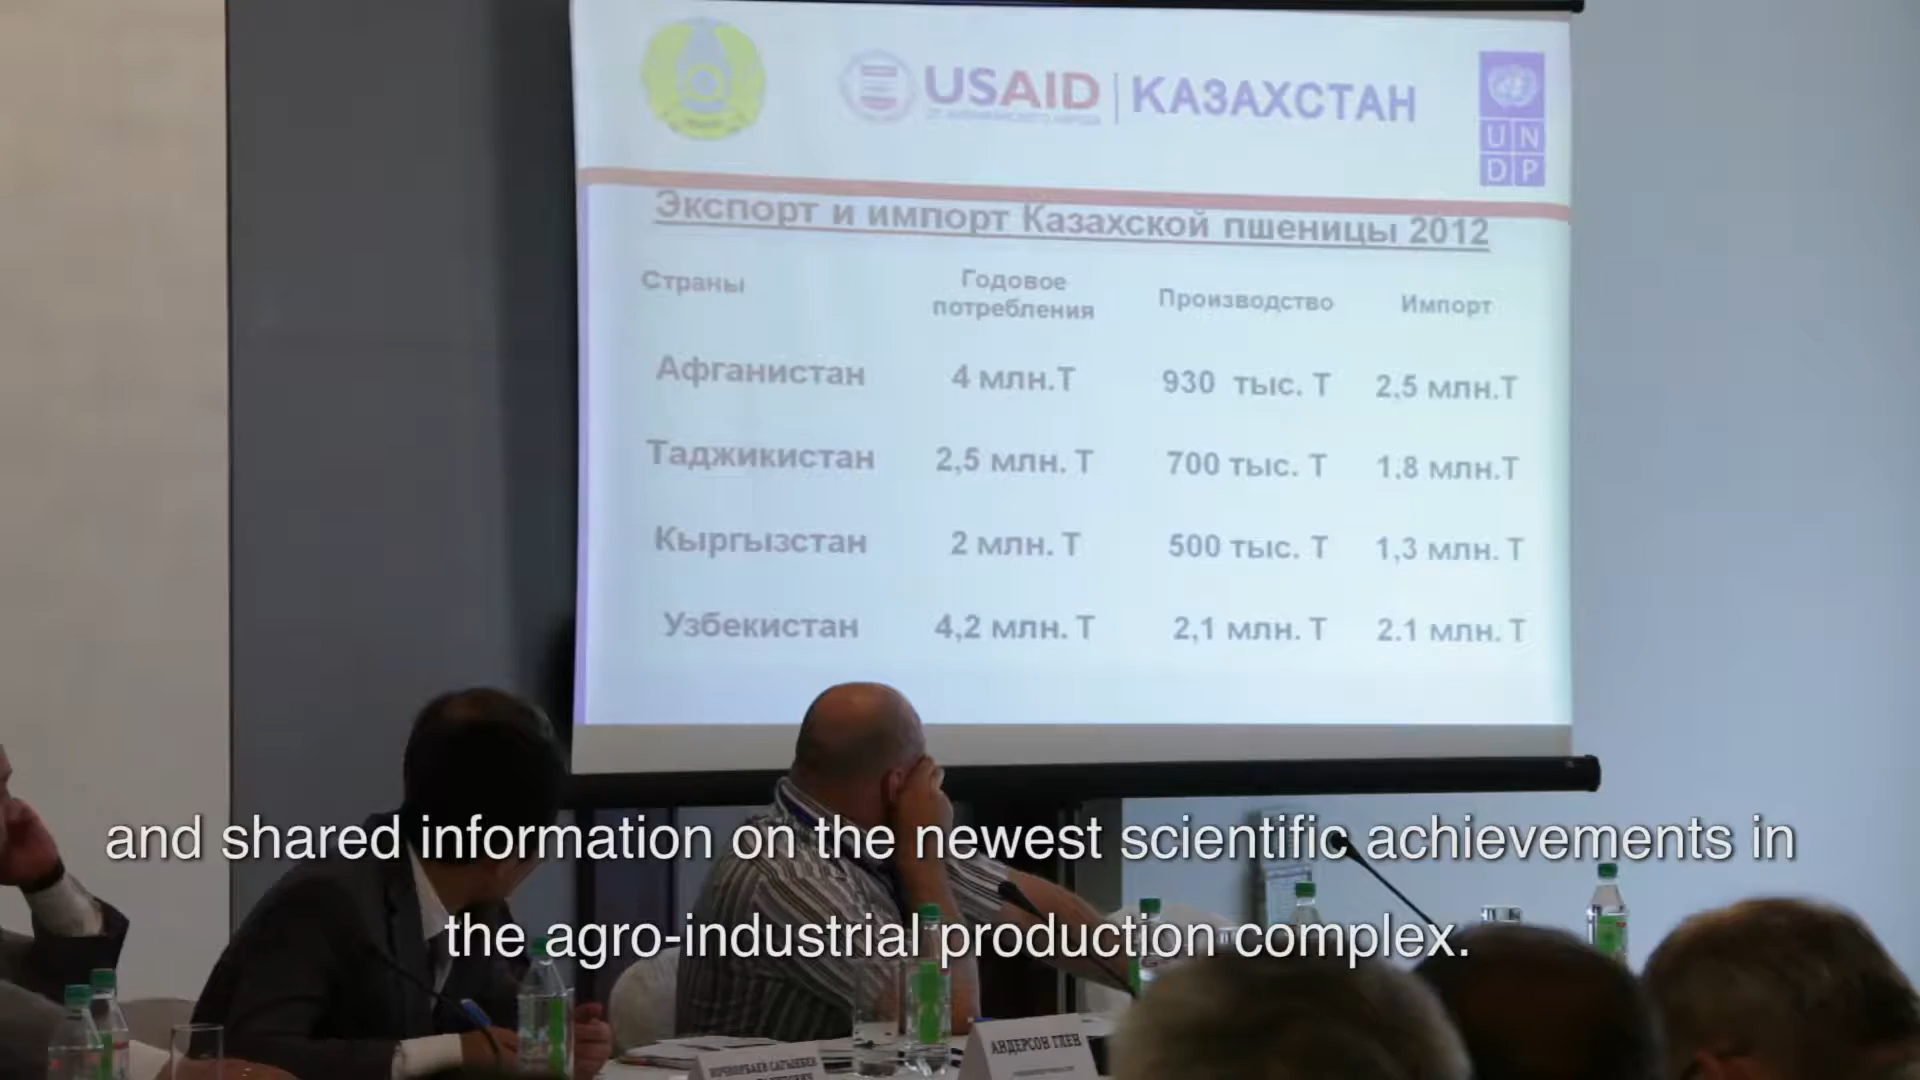 USAID | КАЗАХСТАН
UN
DP
Экспорт и импорт Казахской пшеницы 2012
Страны Годовое потребления Производство Импорт
Афганистан 4 млн.Т 930 тыс. Т 2,5 млн.Т
Таджикистан 2,5 млн. Т 700 тыс. Т 1.8 млн.Т
Кыргызстан 2 млн. Т 500 тыс. Т 1,3 млн. Т
Узбекистан 4,2 млн. Т 2,1 млн. Т 2.1 млн. Т
and shared information on the newest scientific achievements in
the agro-industrial production complex.
АНДЕРСОН ГЛЕН